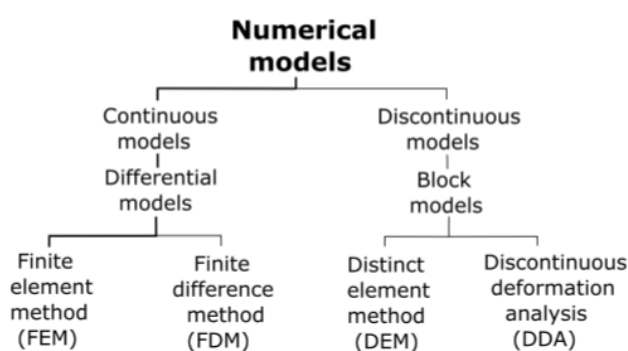 Numerical
models
Continuous
models
Discontinuous
models
Differential
models
Block
models
Finite
element
method
(FEM)
Finite
difference
method
(FDM)
Distinct
element
method
(DEM)
Discontinuous
deformation
analysis
(DDA)